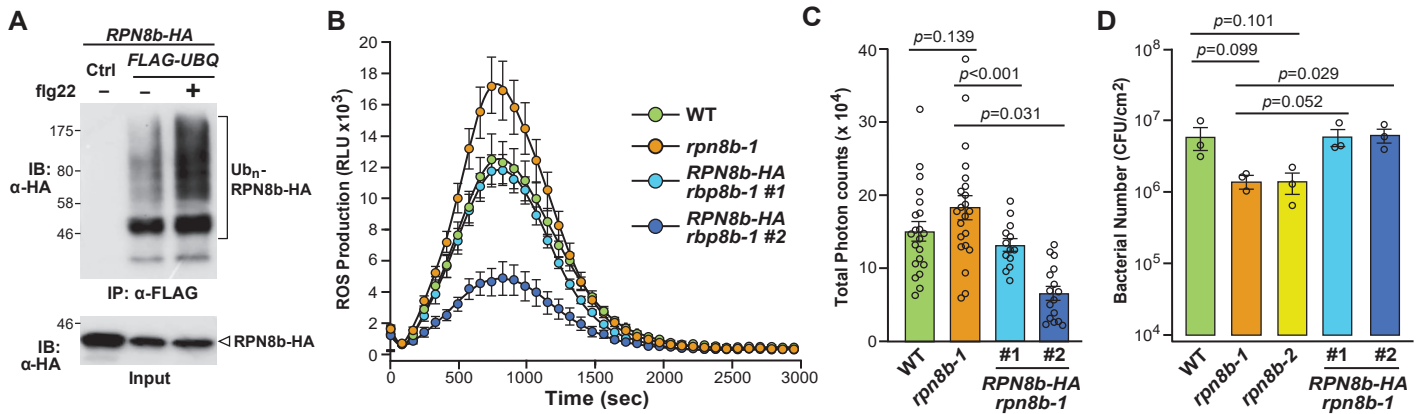 A
RPN8b-HA
Ctrl FLAG-UBQ
flg22 – – +
175
80
58
46
IB:
α-HA
Ubn-
RPN8b-HA
IP: α-FLAG
46
IB:
α-HA
RPN8b-HA
Input
B
ROS Production (RLU x10³)
20
18
16
14
12
10
8
6
4
2
0
0 500 1000 1500 2000 2500 3000
Time (sec)
WT
rpn8b-1
RPN8b-HA
rbp8b-1 #1
RPN8b-HA
rbp8b-1 #2
C
Total Photon counts (x 10⁴)
40
30
20
10
0
p=0.139
p<0.001
p=0.031
WT rpn8b-1 #1 #2
RPN8b-HA
rpn8b-1
D
Bacterial Number (CFU/cm²)
10⁸
10⁷
10⁶
10⁵
10⁴
p=0.101
p=0.099
p=0.029
p=0.052
WT rpn8b-1 rpn8b-2 #1 #2
RPN8b-HA
rpn8b-1